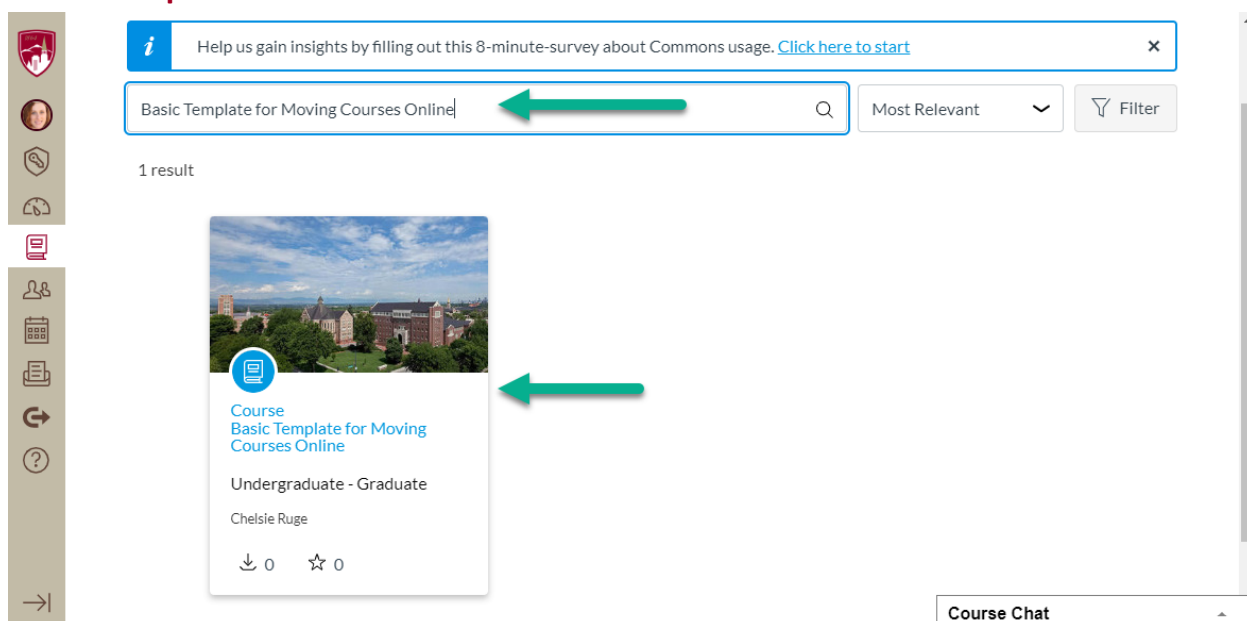 Help us gain insights by filling out this 8-minute-survey about Commons usage. Click here to start
Basic Template for Moving Courses Online
Most Relevant
Filter
1 result
Course
Basic Template for Moving
Courses Online
Undergraduate - Graduate
Chelsie Ruge
0 0
Course Chat